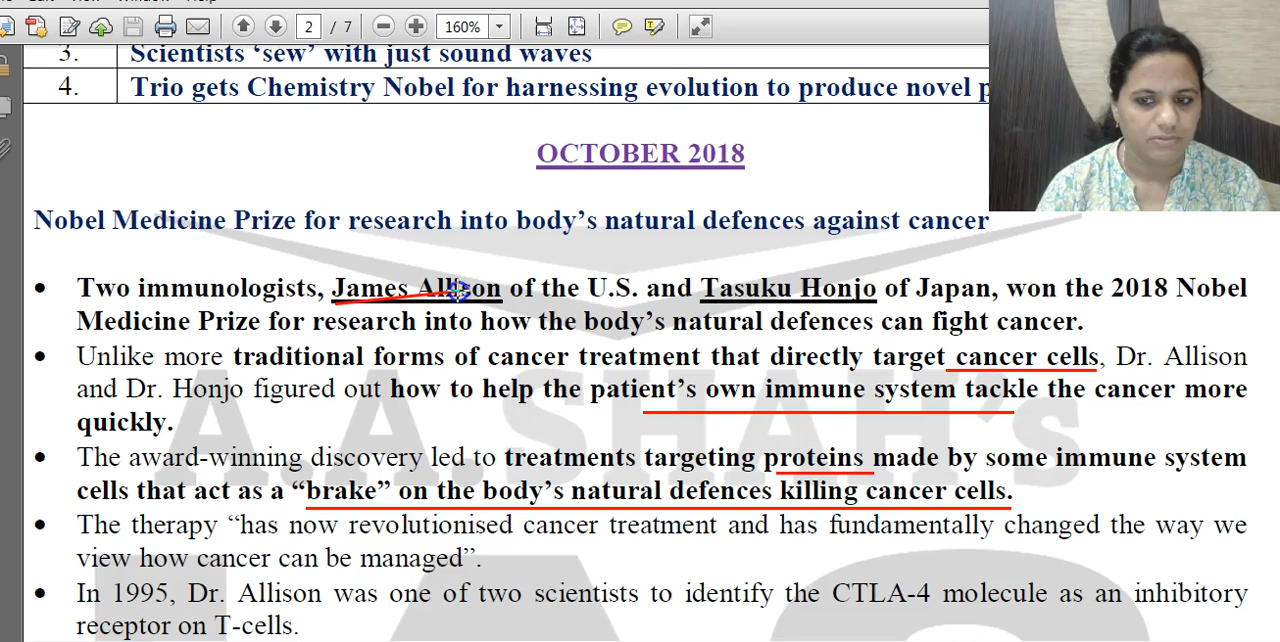 2 / 7
160%
3. Scientists ‘sew’ with just sound waves
4. Trio gets Chemistry Nobel for harnessing evolution to produce novel
OCTOBER 2018
Nobel Medicine Prize for research into body’s natural defences against cancer
• Two immunologists, James Allison of the U.S. and Tasuku Honjo of Japan, won the 2018 Nobel
Medicine Prize for research into how the body’s natural defences can fight cancer.
• Unlike more traditional forms of cancer treatment that directly target cancer cells, Dr. Allison
and Dr. Honjo figured out how to help the patient’s own immune system tackle the cancer more
quickly.
• The award-winning discovery led to treatments targeting proteins made by some immune system
cells that act as a “brake” on the body’s natural defences killing cancer cells.
• The therapy “has now revolutionised cancer treatment and has fundamentally changed the way we
view how cancer can be managed”.
• In 1995, Dr. Allison was one of two scientists to identify the CTLA-4 molecule as an inhibitory
receptor on T-cells.
A.A.SHAH’s
IAS